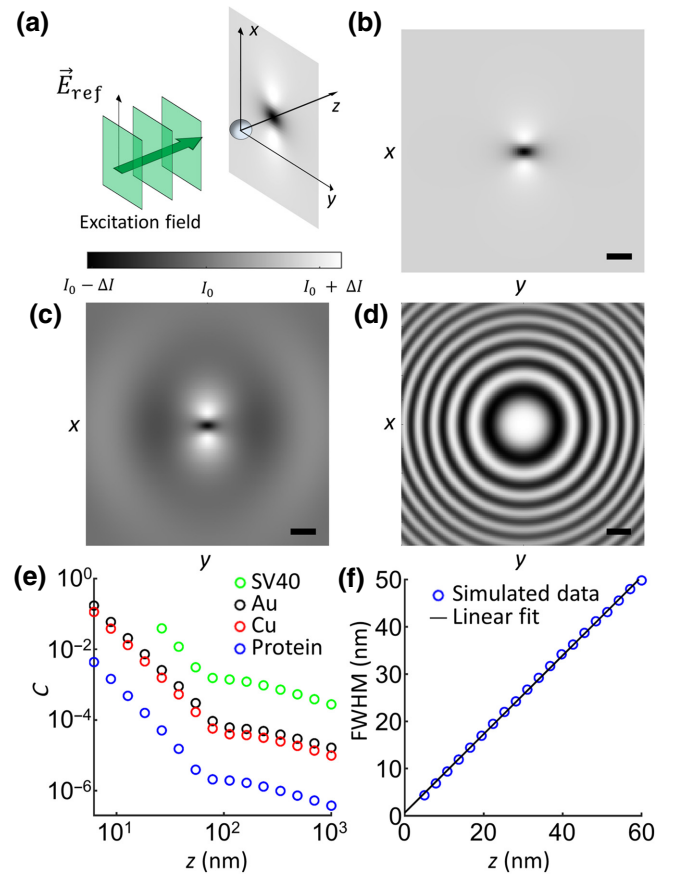 (a)
x
E⃗ref
z
y
Excitation field
I0 − ΔI
I0
I0 + ΔI
(b)
x
y
(c)
x
y
(d)
x
y
(e)
10^0
10^-2
10^-4
10^-6
C
SV40
Au
Cu
Protein
10^1
10^2
10^3
z (nm)
(f)
50
40
30
20
10
0
FWHM (nm)
Simulated data
Linear fit
0
20
40
60
z (nm)